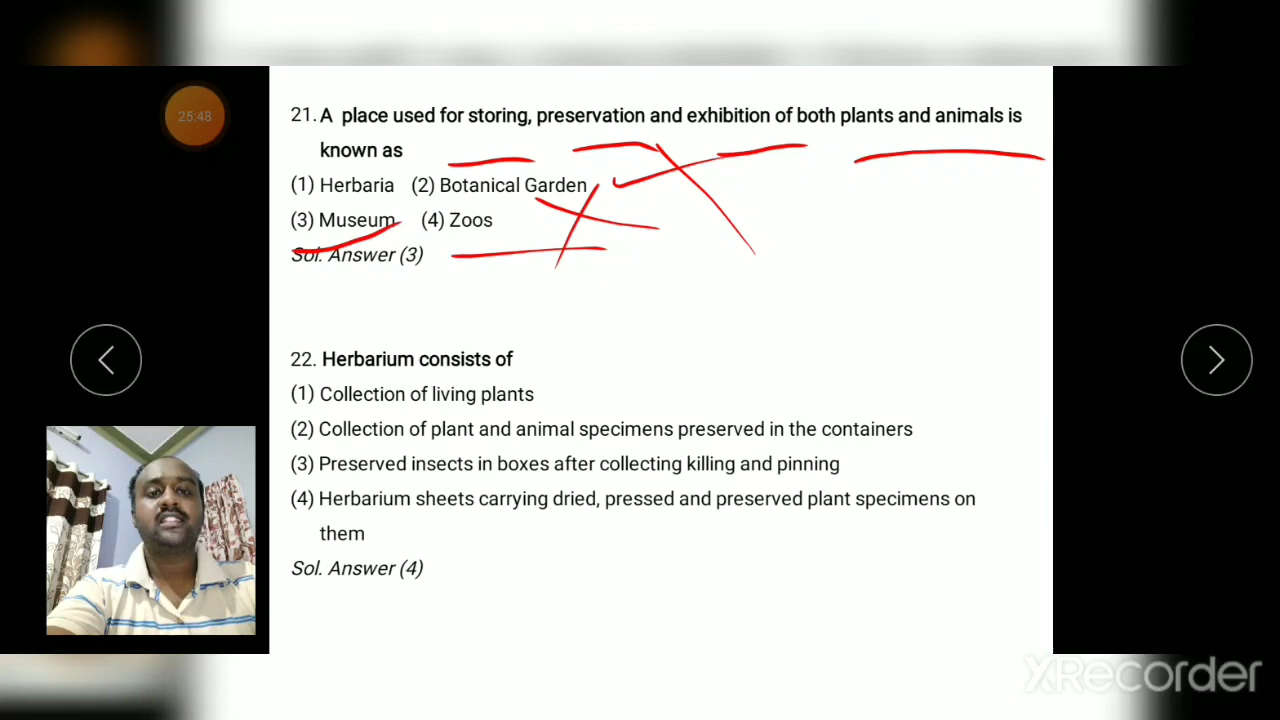 25:48
21. A place used for storing, preservation and exhibition of both plants and animals is
known as
(1) Herbaria (2) Botanical Garden
(3) Museum (4) Zoos
Sol. Answer (3)
22. Herbarium consists of
(1) Collection of living plants
(2) Collection of plant and animal specimens preserved in the containers
(3) Preserved insects in boxes after collecting killing and pinning
(4) Herbarium sheets carrying dried, pressed and preserved plant specimens on
them
Sol. Answer (4)
XRecorder